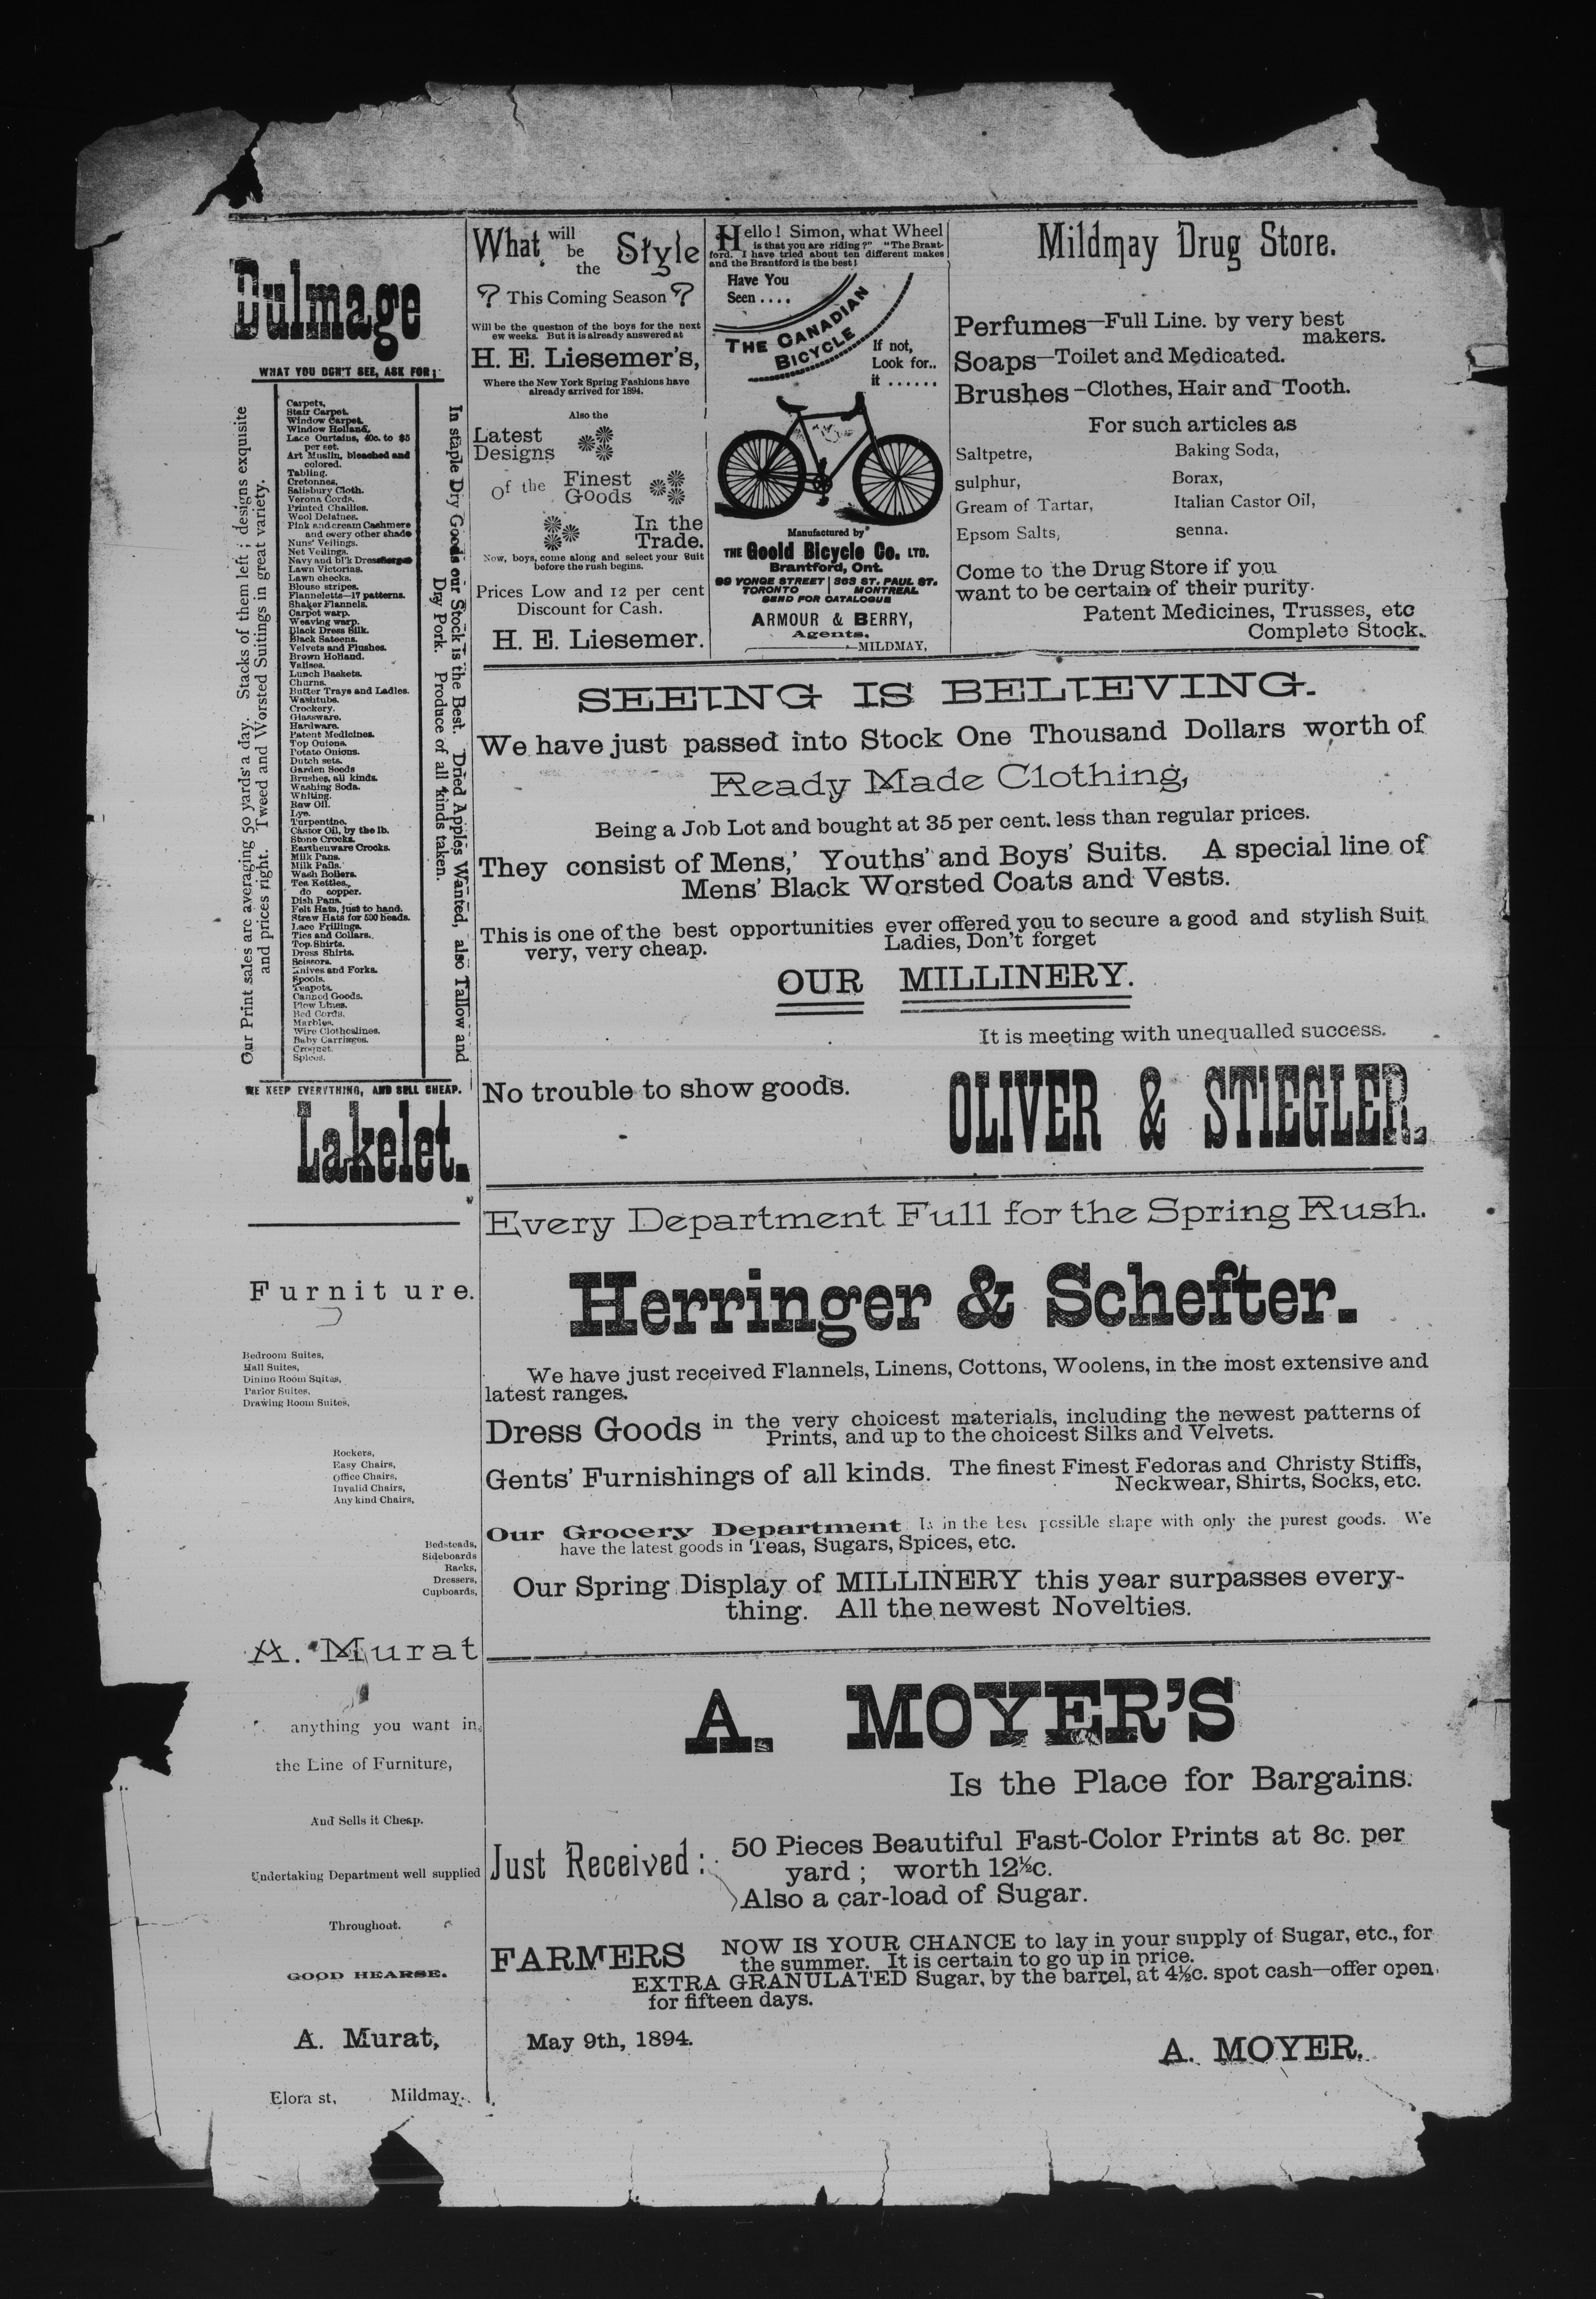 Dulmage
WHAT YOU DON'T SEE, ASK FOR;
Our Print sales are averaging 50 yards a day. Stacks of them left; designs exquisite
and prices right. Tweed and Worsted Suitings in great variety.
Carpets,
Stair Carpet.
Window Carpet.
Window Holland.
Lace Curtains, 40c. to $5
per set.
Art Muslin, bleached and
colored.
Tabling.
Cretonnes,
Salisbury Cloth.
Verona Cords.
Printed Challies.
Wool Delaines.
Pink and cream Cashmere
and every other shade
Nuns' Veilings.
Net Veilings.
Navy and bl'k
Lawn Victorias.
Lawn checks.
Blouse stripes.
Flannelette—17 patterns.
Shaker Flannels.
Carpot warp.
Weaving warp.
Black Dress Silk.
Black Sateens.
Velvets and Plushes.
Brown Holland.
Valises.
Lunch Baskets.
Churns.
Butter Trays and Ladles.
Washtubs.
Crockery.
Glassware.
Hardware.
Patent Medicines.
Top Onions.
Potato Onions.
Dutch sets.
Garden Seeds
Brushes, all kinds.
Washing Soda.
Whiting.
Raw Oil.
Lye.
Turpentine.
Castor Oil, by the lb.
Stone Crocks.
Earthenware Crocks.
Milk Pans.
Milk Pails.
Wash Boilers.
Tea Kettles,
do copper.
Dish Pans.
Felt Hats, just to hand.
Straw Hats for 500 heads.
Lace Frillings.
Ties and Collars.
Top Shirts.
Dress Shirts.
Scissors.
Knives and Forks.
Spools.
Teapots.
Canned Goods.
Plow Lines.
Bed Cords.
Marbles.
Wire Clotheslines.
Baby Carriages.
Croquet.
Spices.
In staple Dry Goods our Stock is the Best. Dried Apples Wanted, also Tallow and
Dry Pork. Produce of all kinds taken.
WE KEEP EVERYTHING, AND SELL CHEAP.
Lakelet.
Furniture.
Bedroom Suites,
Hall Suites,
Dining Room Suites,
Parlor Suites,
Drawing Room Suites,
Rockers,
Easy Chairs,
Office Chairs,
Invalid Chairs,
Any kind Chairs,
Bedsteads,
Sideboards
Racks,
Dressers,
Cupboards,
A. Murat
anything you want in
the Line of Furniture,
And Sells it Cheap.
Undertaking Department well supplied
Throughout.
GOOD HEARSE.
A. Murat,
Elora st, Mildmay.
What will be the Style
? This Coming Season ?
Will be the question of the boys for the next
ew weeks. But it is already answered at
H. E. Liesemer's,
Where the New York Spring Fashions have
already arrived for 1894.
Also the
Latest
Designs
Of the Finest
Goods
In the
Trade.
Now, boys, come along and select your Suit
before the rush begins.
Prices Low and 12 per cent
Discount for Cash.
H. E. Liesemer.
Hello! Simon, what Wheel
is that you are riding?" "The Brant-
ford. I have tried about ten different makes
and the Brantford is the best!
Have You
Seen ....
THE CANADIAN
BICYCLE
If not,
Look for..
it ......
Manufactured by
THE Goold Bicycle Co. LTD.
Brantford, Ont.
99 YONGE STREET | 363 ST. PAUL ST.
TORONTO | MONTREAL
SEND FOR CATALOGUE
ARMOUR & BERRY,
Agents,
MILDMAY,
Mildmay Drug Store.
Perfumes—Full Line. by very best
makers.
Soaps—Toilet and Medicated.
Brushes—Clothes, Hair and Tooth.
For such articles as
Saltpetre, Baking Soda,
sulphur, Borax,
Gream of Tartar, Italian Castor Oil,
Epsom Salts, senna.
Come to the Drug Store if you
want to be certain of their purity.
Patent Medicines, Trusses, etc
Complete Stock.
SEEING IS BELIEVING.
We have just passed into Stock One Thousand Dollars worth of
Ready Made Clothing,
Being a Job Lot and bought at 35 per cent. less than regular prices.
They consist of Mens,' Youths' and Boys' Suits. A special line of
Mens' Black Worsted Coats and Vests.
This is one of the best opportunities ever offered you to secure a good and stylish Suit
very, very cheap. Ladies, Don't forget
OUR MILLINERY.
It is meeting with unequalled success.
No trouble to show goods.
OLIVER & STIEGLER.
Every Department Full for the Spring Rush.
Herringer & Schefter.
We have just received Flannels, Linens, Cottons, Woolens, in the most extensive and
latest ranges.
Dress Goods in the very choicest materials, including the newest patterns of
Prints, and up to the choicest Silks and Velvets.
Gents' Furnishings of all kinds. The finest Finest Fedoras and Christy Stiffs,
Neckwear, Shirts, Socks, etc.
Our Grocery Department Is in the best possible shape with only the purest goods. We
have the latest goods in Teas, Sugars, Spices, etc.
Our Spring Display of MILLINERY this year surpasses every-
thing. All the newest Novelties.
A. MOYER'S
Is the Place for Bargains.
Just Received: 50 Pieces Beautiful Fast-Color Prints at 8c. per
yard; worth 12½c.
Also a car-load of Sugar.
FARMERS NOW IS YOUR CHANCE to lay in your supply of Sugar, etc., for
the summer. It is certain to go up in price.
EXTRA GRANULATED Sugar, by the barrel, at 4½c. spot cash—offer open
for fifteen days.
May 9th, 1894.
A. MOYER.